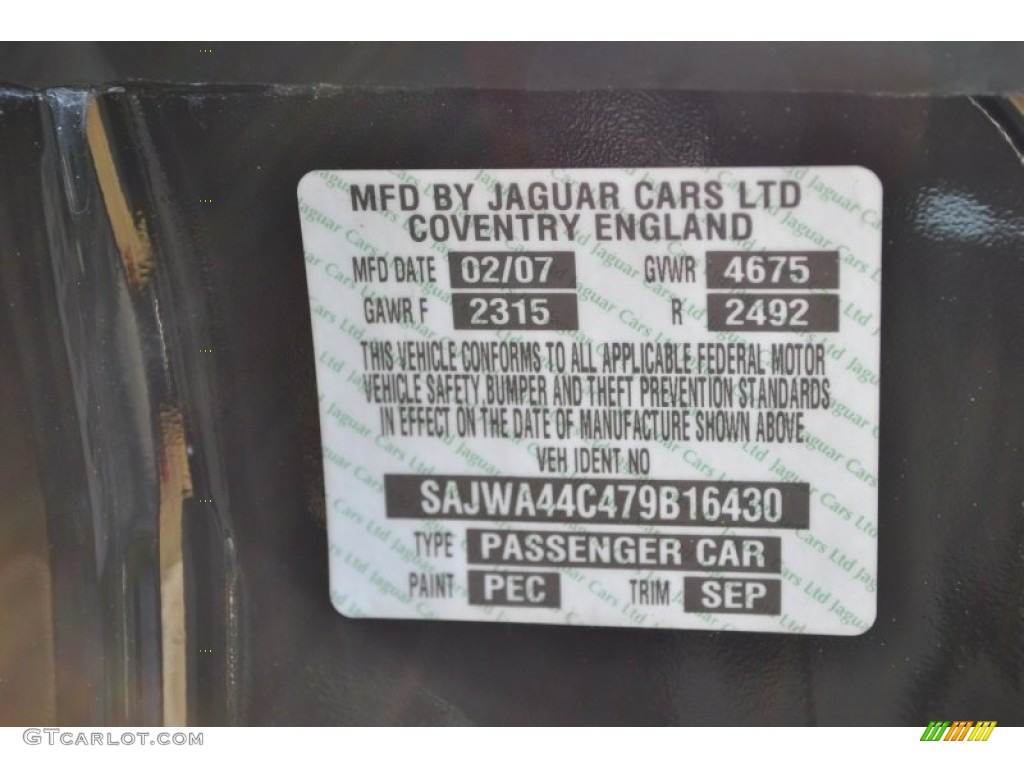 MFD BY JAGUAR CARS LTD
COVENTRY ENGLAND
MFD DATE 02/07 GVWR 4675
GAWR F 2315 R 2492
THIS VEHICLE CONFORMS TO ALL APPLICABLE FEDERAL MOTOR
VEHICLE SAFETY, BUMPER AND THEFT PREVENTION STANDARDS
IN EFFECT ON THE DATE OF MANUFACTURE SHOWN ABOVE
VEH IDENT NO
SAJWA44C479B16430
TYPE PASSENGER CAR
PAINT PEC TRIM SEP
GTcarlot.com